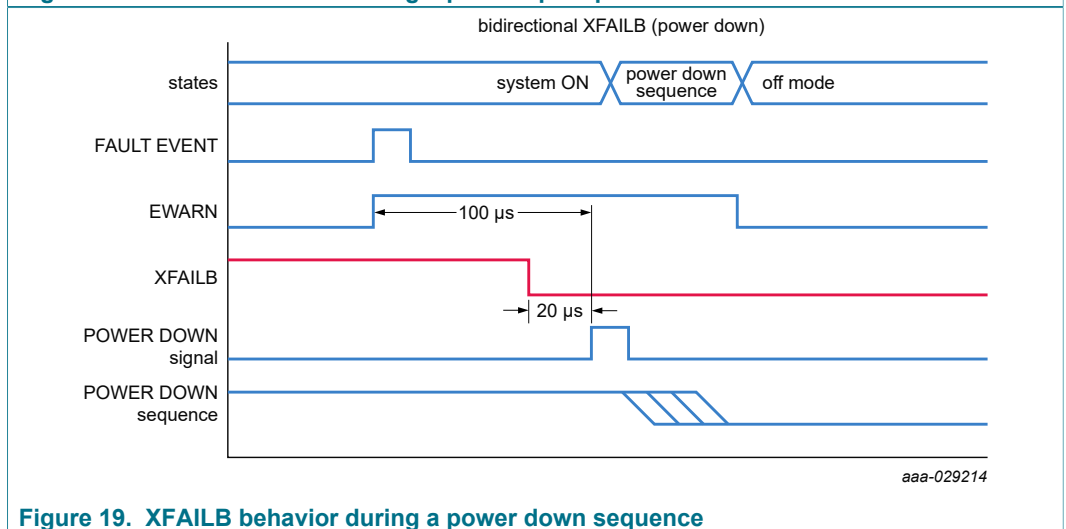 bidirectional XFAILB (power down)
states
system ON
power down
sequence
off mode
FAULT EVENT
EWARN
100 µs
XFAILB
20 µs
POWER DOWN
signal
POWER DOWN
sequence
aaa-029214
Figure 19. XFAILB behavior during a power down sequence